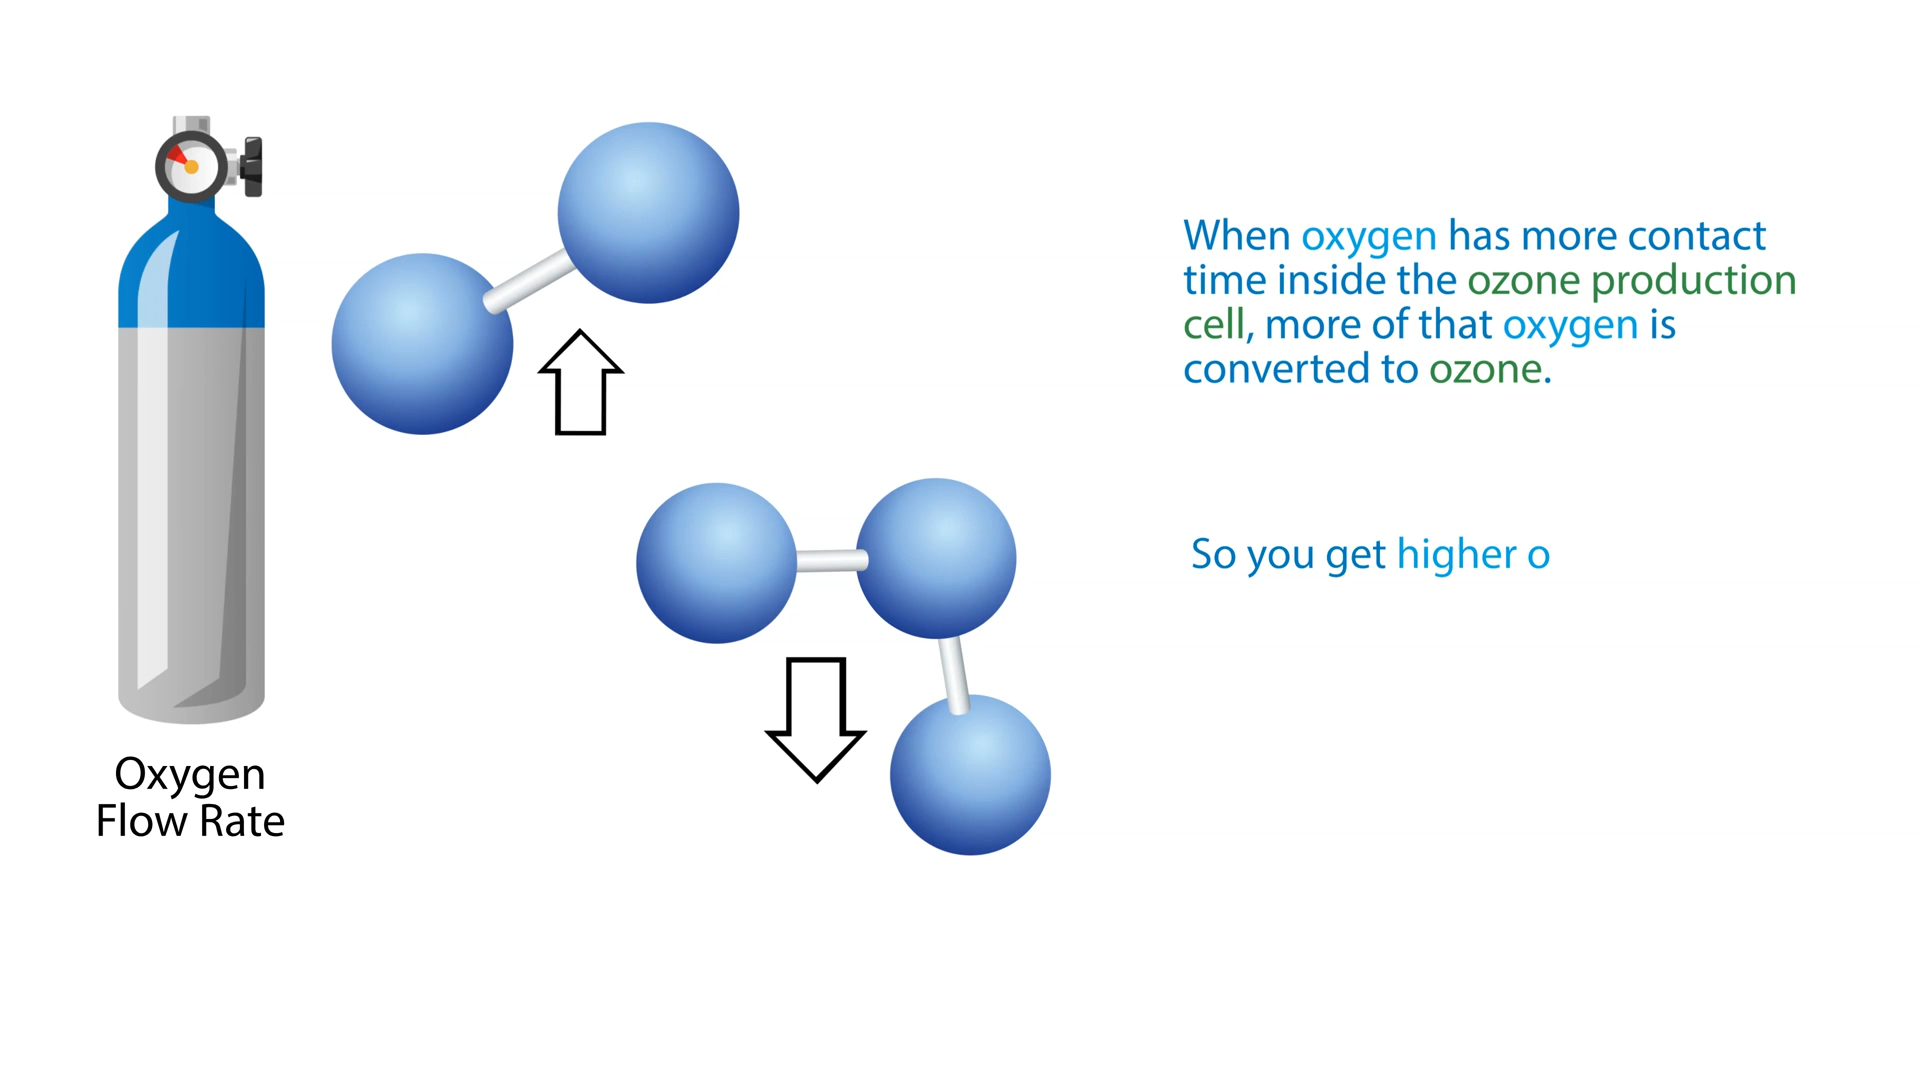 When oxygen has more contact
time inside the ozone production
cell, more of that oxygen is
converted to ozone.
So you get higher o
Oxygen
Flow Rate